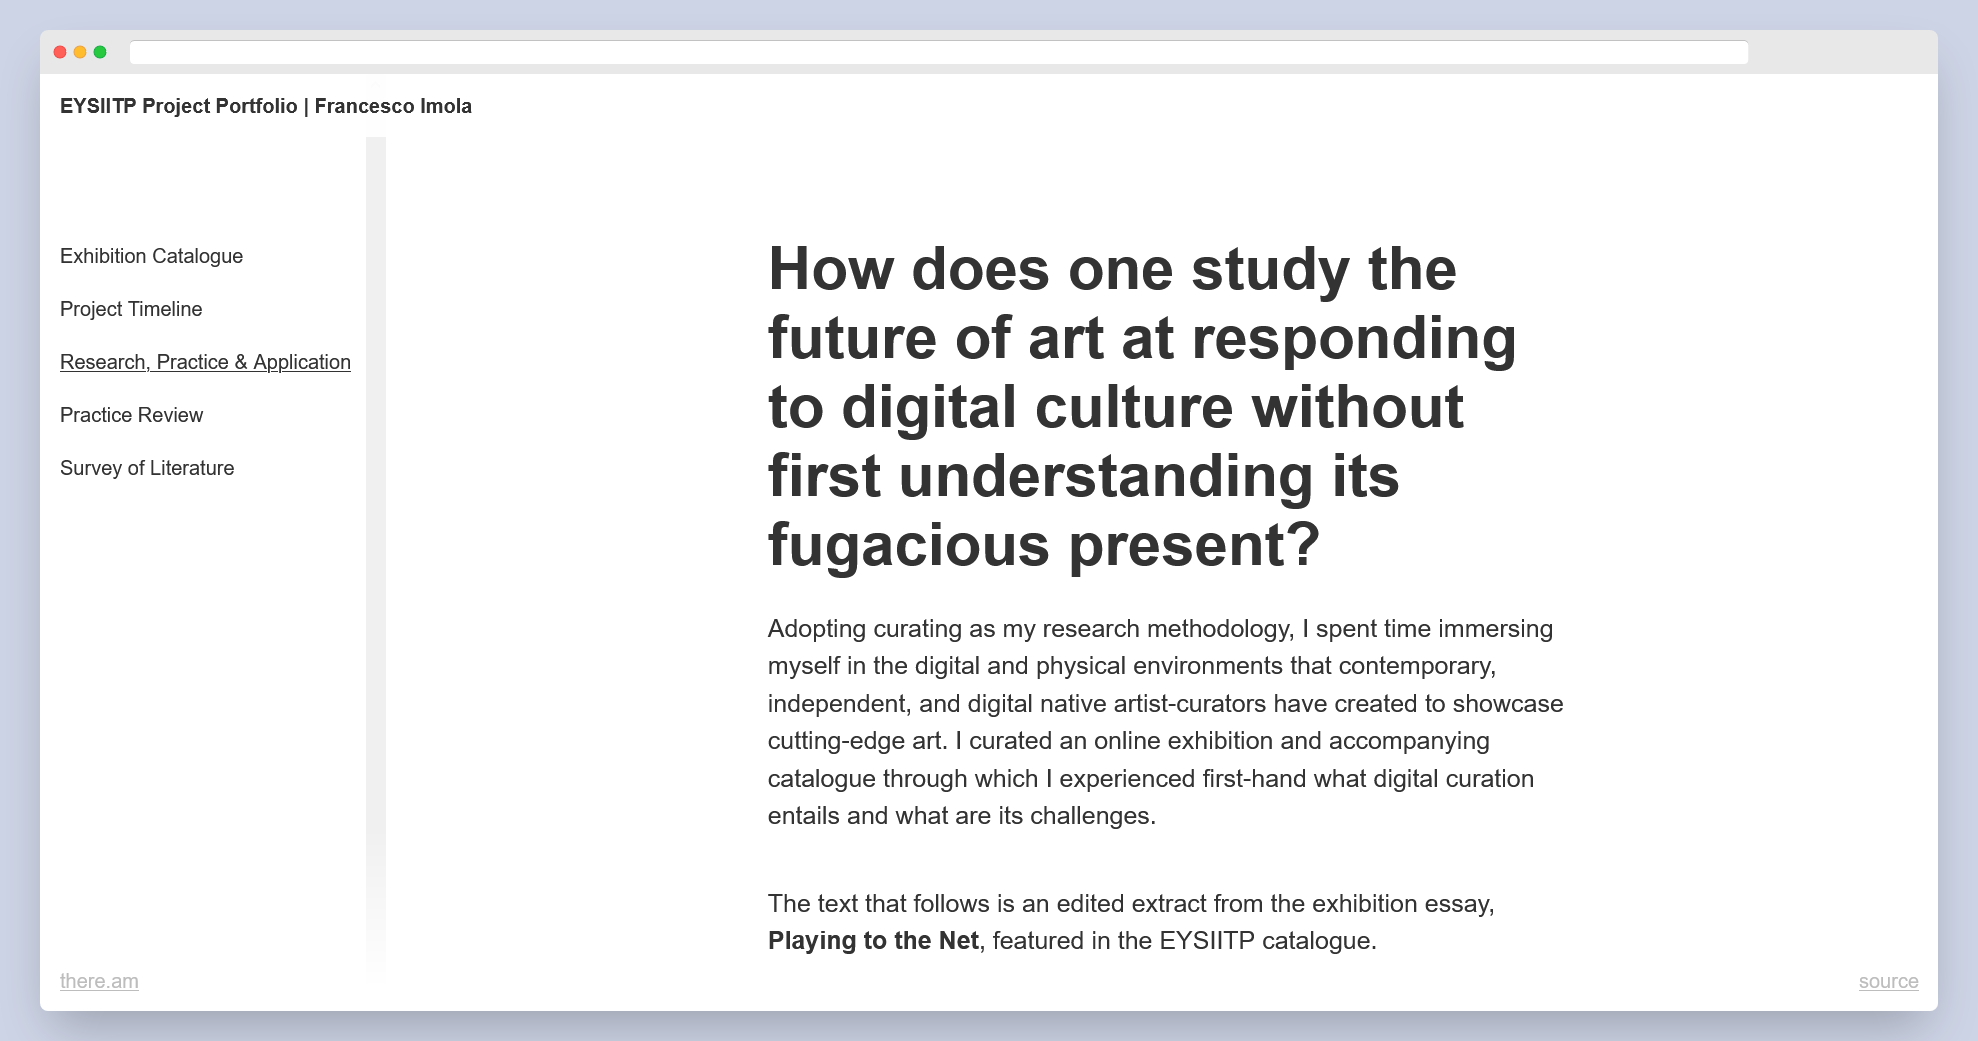 EYSIITP Project Portfolio | Francesco Imola
Exhibition Catalogue
Project Timeline
Research, Practice & Application
Practice Review
Survey of Literature
How does one study the
future of art at responding
to digital culture without
first understanding its
fugacious present?
Adopting curating as my research methodology, I spent time immersing
myself in the digital and physical environments that contemporary,
independent, and digital native artist-curators have created to showcase
cutting-edge art. I curated an online exhibition and accompanying
catalogue through which I experienced first-hand what digital curation
entails and what are its challenges.
The text that follows is an edited extract from the exhibition essay,
Playing to the Net, featured in the EYSIITP catalogue.
there.am
source